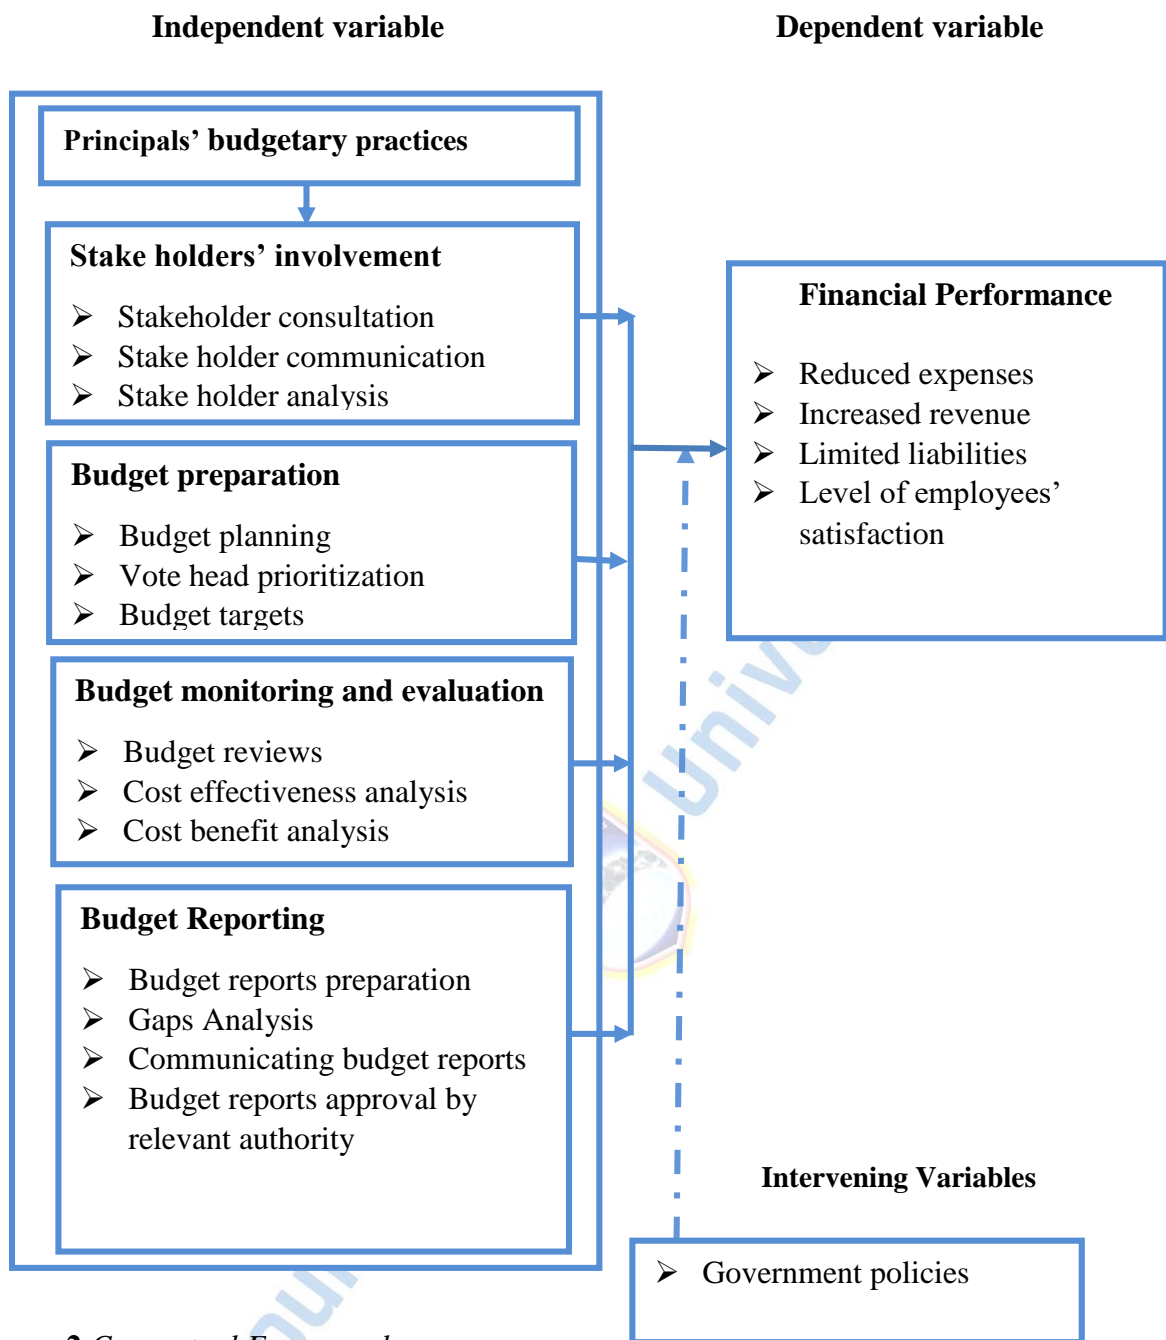 Independent variable
Dependent variable
Principals’ budgetary practices
Stake holders’ involvement
➢ Stakeholder consultation
➢ Stake holder communication
➢ Stake holder analysis
Budget preparation
➢ Budget planning
➢ Vote head prioritization
➢ Budget targets
Budget monitoring and evaluation
➢ Budget reviews
➢ Cost effectiveness analysis
➢ Cost benefit analysis
Budget Reporting
➢ Budget reports preparation
➢ Gaps Analysis
➢ Communicating budget reports
➢ Budget reports approval by
relevant authority
Financial Performance
➢ Reduced expenses
➢ Increased revenue
➢ Limited liabilities
➢ Level of employees’
satisfaction
Intervening Variables
➢ Government policies
2